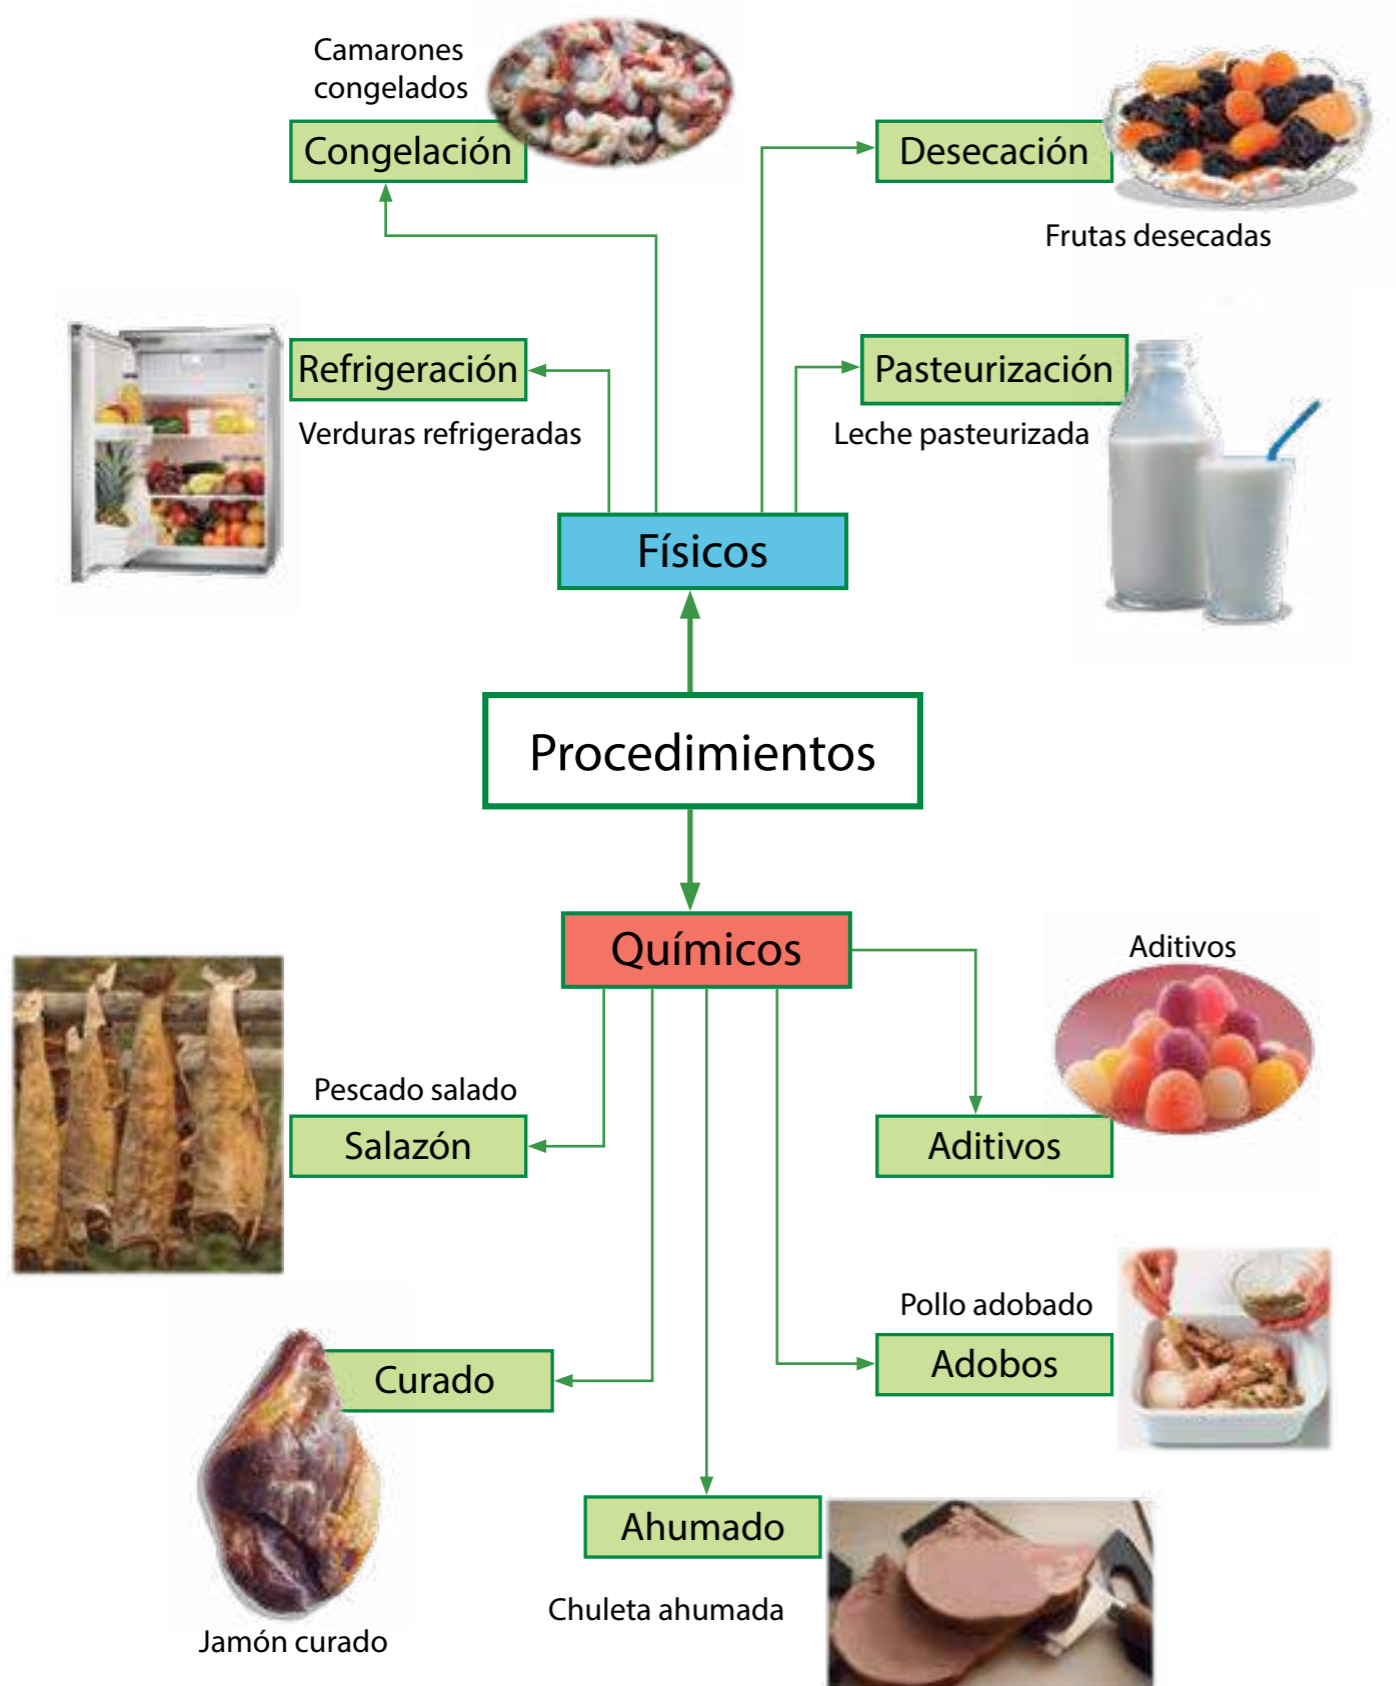 Camarones
congelados
Congelación
Desecación
Frutas desecadas
Refrigeración
Verduras refrigeradas
Pasteurización
Leche pasteurizada
Físicos
Procedimientos
Químicos
Aditivos
Pescado salado
Salazón
Aditivos
Pollo adobado
Adobos
Curado
Jamón curado
Ahumado
Chuleta ahumada